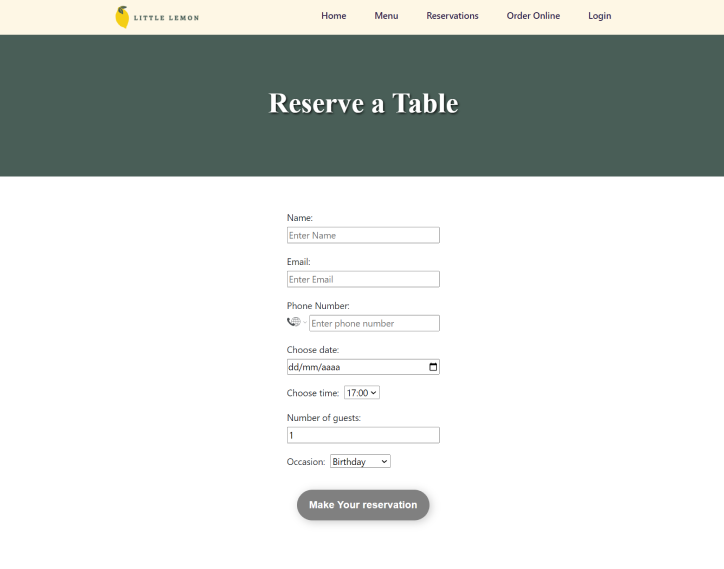 LITTLE LEMON
Home Menu Reservations Order Online Login
Reserve a Table
Name:
Enter Name
Email:
Enter Email
Phone Number:
Enter phone number
Choose date:
dd/mm/aaaa
Choose time: 17:00
Number of guests:
1
Occasion: Birthday
Make Your reservation